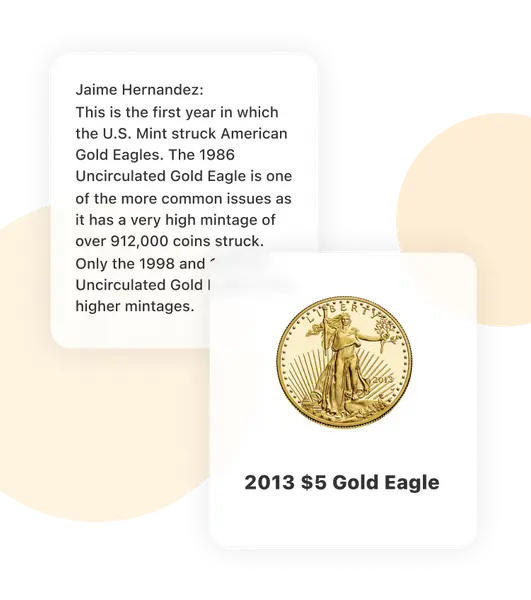 Jaime Hernandez:
This is the first year in which
the U.S. Mint struck American
Gold Eagles. The 1986
Uncirculated Gold Eagle is one
of the more common issues as
it has a very high mintage of
over 912,000 coins struck.
Only the 1998 and
Uncirculated Gold
higher mintages.
LIBERTY
2013
2013 $5 Gold Eagle